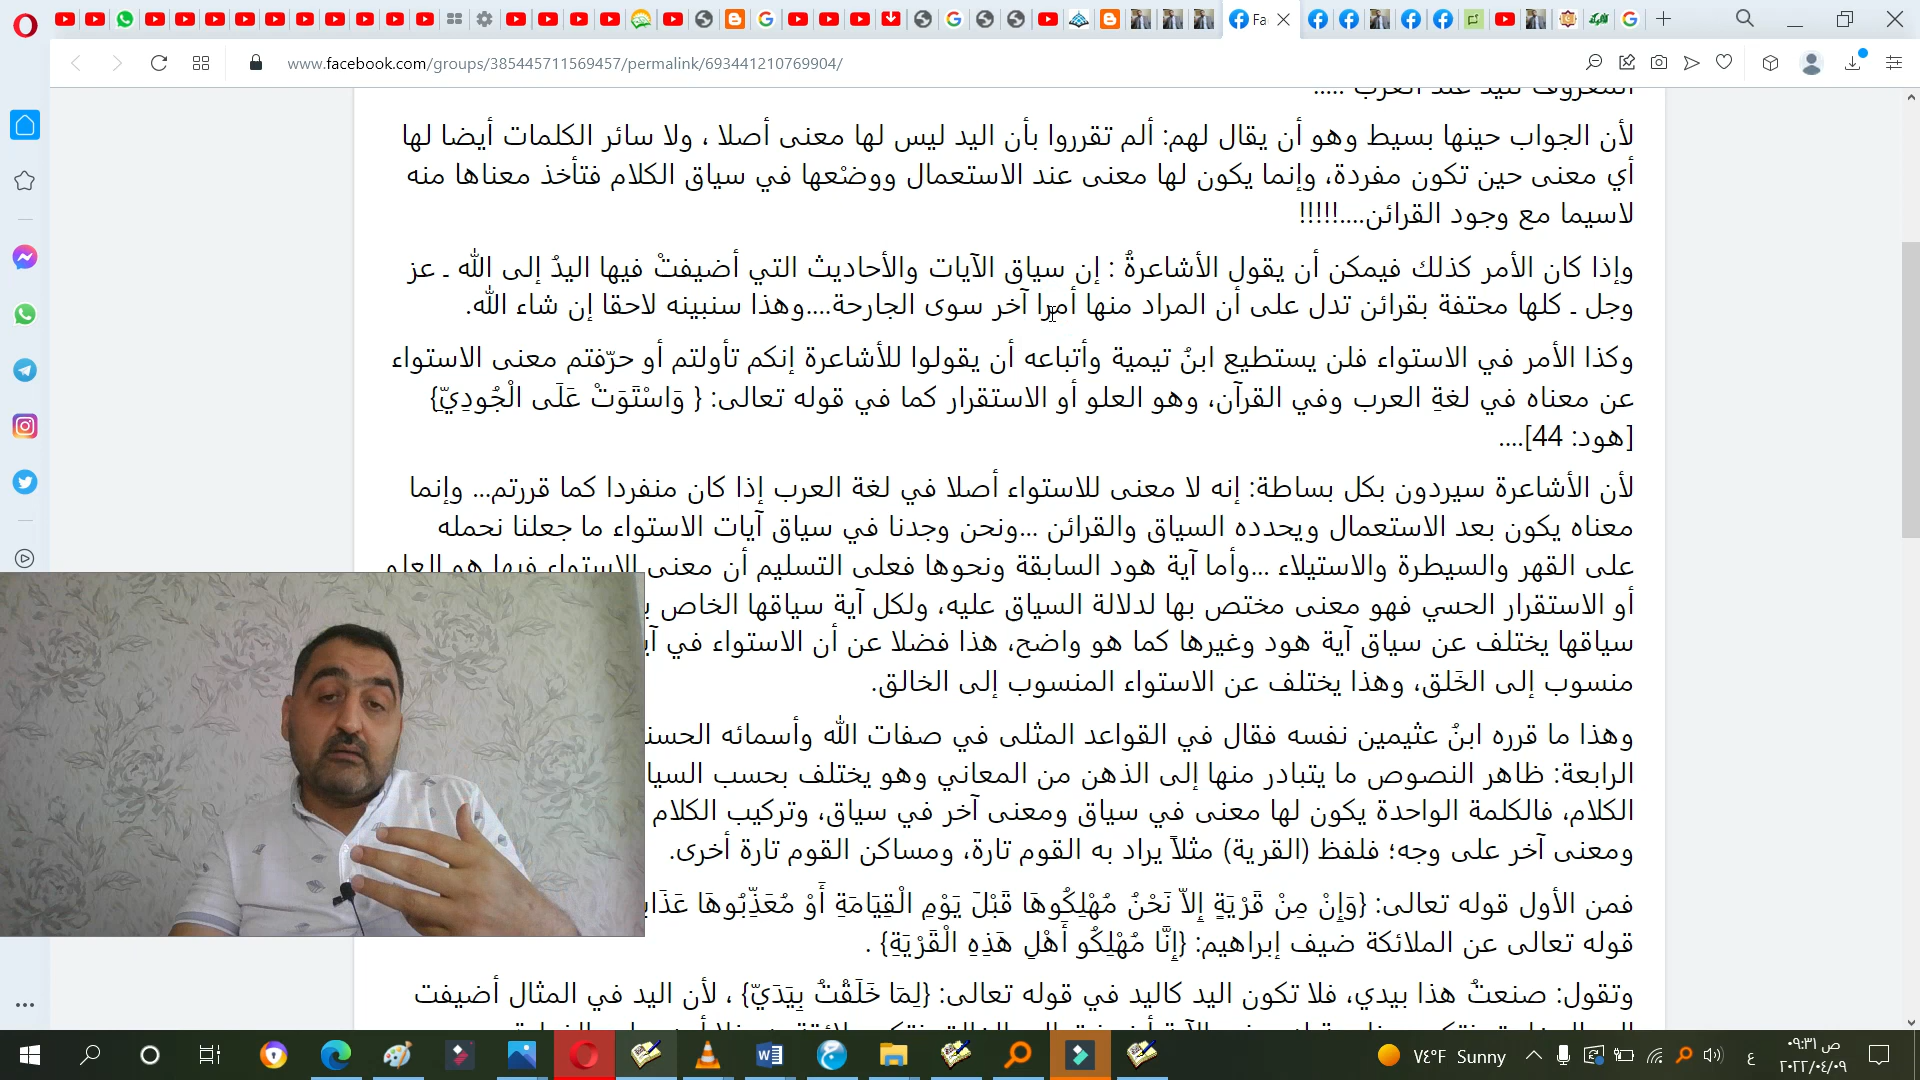 Fa
www.facebook.com/groups/385445711569457/permalink/693441210769904/
المعروف لليد عند العرب .....
لأن الجواب حينها بسيط وهو أن يقال لهم: ألم تقرروا بأن اليد ليس لها معنى أصلا ، ولا سائر الكلمات أيضا لها
أي معنى حين تكون مفردة، وإنما يكون لها معنى عند الاستعمال ووضْعها في سياق الكلام فتأخذ معناها منه
لاسيما مع وجود القرائن....!!!!!
وإذا كان الأمر كذلك فيمكن أن يقول الأشاعرةُ : إن سياق الآيات والأحاديث التي أضيفتْ فيها اليدُ إلى الله ـ عز
وجل ـ كلها محتفة بقرائن تدل على أن المراد منها أمرا آخر سوى الجارحة....وهذا سنبينه لاحقا إن شاء الله.
وكذا الأمر في الاستواء فلن يستطيع ابنُ تيمية وأتباعه أن يقولوا للأشاعرة إنكم تأولتم أو حرّفتم معنى الاستواء
عن معناه في لغةِ العرب وفي القرآن، وهو العلو أو الاستقرار كما في قوله تعالى: { وَاسْتَوَتْ عَلَى الْجُودِيّ}
[هود: 44]....
لأن الأشاعرة سيردون بكل بساطة: إنه لا معنى للاستواء أصلا في لغة العرب إذا كان منفردا كما قررتم... وإنما
معناه يكون بعد الاستعمال ويحدده السياق والقرائن ...ونحن وجدنا في سياق آيات الاستواء ما جعلنا نحمله
على القهر والسيطرة والاستيلاء ...وأما آية هود السابقة ونحوها فعلى التسليم أن معنى الاستواء فيها هو العلو
أو الاستقرار الحسي فهو معنى مختص بها لدلالة السياق عليه، ولكل آية سياقها الخاص
سياقها يختلف عن سياق آية هود وغيرها كما هو واضح، هذا فضلا عن أن الاستواء في
منسوب إلى الخَلق، وهذا يختلف عن الاستواء المنسوب إلى الخالق.
وهذا ما قرره ابنُ عثيمين نفسه فقال في القواعد المثلى في صفات الله وأسمائه
الرابعة: ظاهر النصوص ما يتبادر منها إلى الذهن من المعاني وهو يختلف بحسب
الكلام، فالكلمة الواحدة يكون لها معنى في سياق ومعنى آخر في سياق، وتركيب الكلام
ومعنى آخر على وجه؛ فلفظ (القرية) مثلاً يراد به القوم تارة، ومساكن القوم تارة أخرى.
فمن الأول قوله تعالى: {وَإِنْ مِنْ قَرْيَةٍ إِلاّ نَحْنُ مُهْلِكُوهَا قَبْلَ يَوْمِ الْقِيَامَةِ أَوْ مُعَذِّبُوهَا
قوله تعالى عن الملائكة ضيف إبراهيم: {إِنَّا مُهْلِكُو أَهْلِ هَذِهِ الْقَرْيَةِ} .
وتقول: صنعتُ هذا بيدي، فلا تكون اليد كاليد في قوله تعالى: {لِمَا خَلَقْتُ بِيَدَيّ} ، لأن اليد في المثال أضيفت
٧٤°F Sunny
ع
٠٩:٣١ ص
٢٠٢٢/٠٤/٠٩